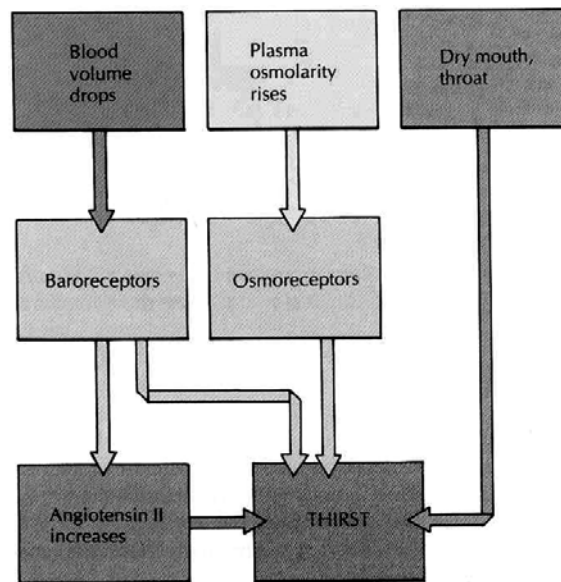 Blood
volume
drops
Plasma
osmolarity
rises
Dry mouth,
throat
Baroreceptors
Osmoreceptors
Angiotensin II
increases
THIRST